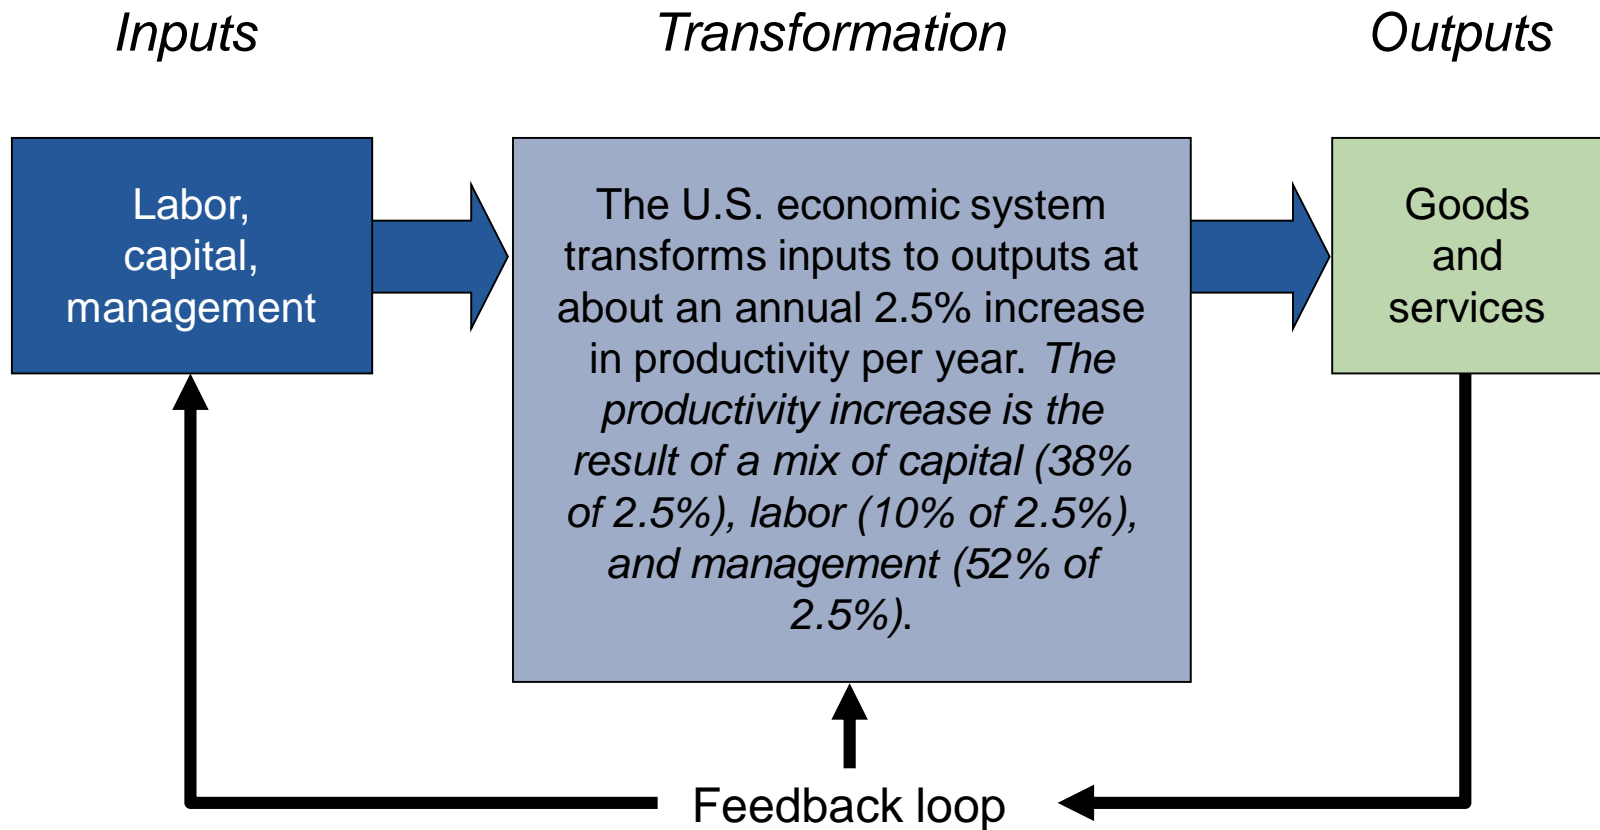 Inputs
Transformation
Outputs
Labor,
capital,
management
The U.S. economic system
transforms inputs to outputs at
about an annual 2.5% increase
in productivity per year. The
productivity increase is the
result of a mix of capital (38%
of 2.5%), labor (10% of 2.5%),
and management (52% of
2.5%).
Goods
and
services
Feedback loop